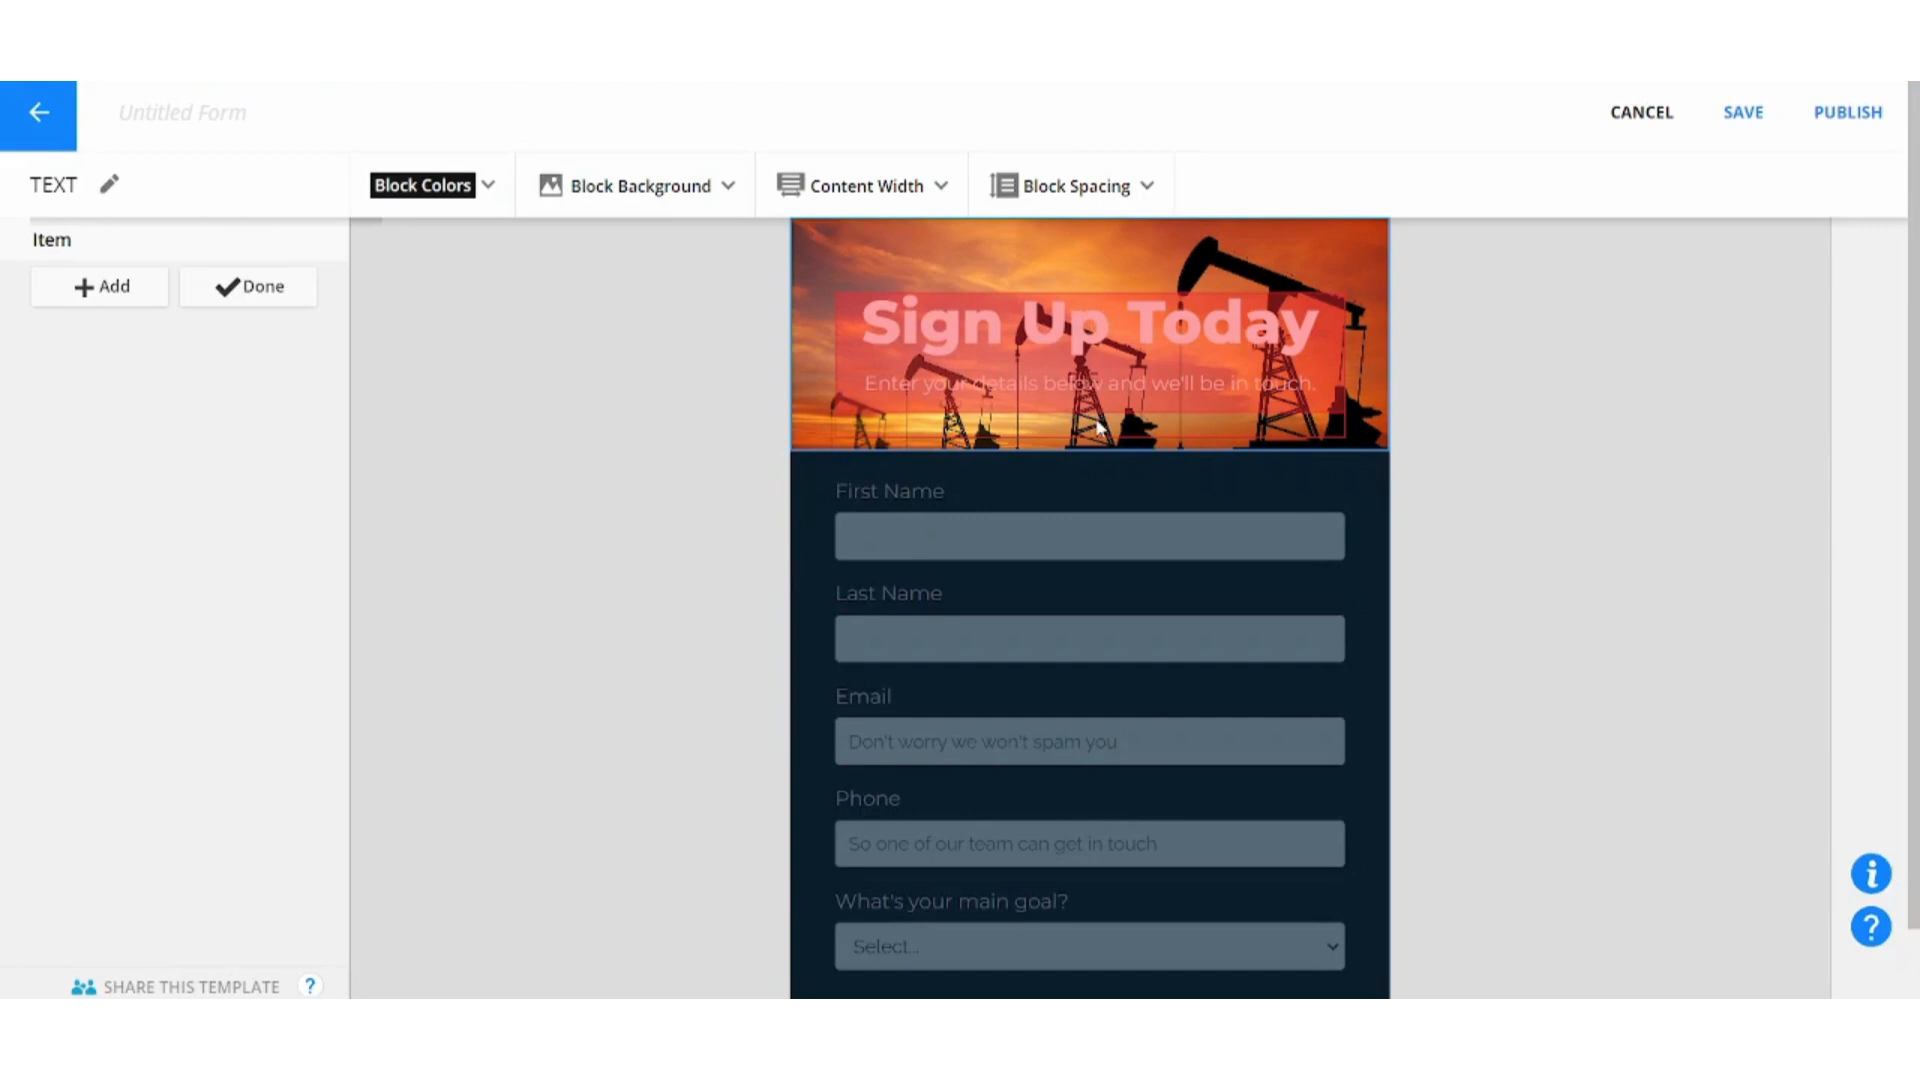 Untitled Form
CANCEL
SAVE
PUBLISH
TEXT
Block Colors
Block Background
Content Width
Block Spacing
Item
Add
Done
Sign Up Today
Enter your details below and we'll be in touch.
First Name
Last Name
Email
Don't worry we won't spam you
Phone
So one of our team can get in touch
What's your main goal?
Select...
SHARE THIS TEMPLATE
?